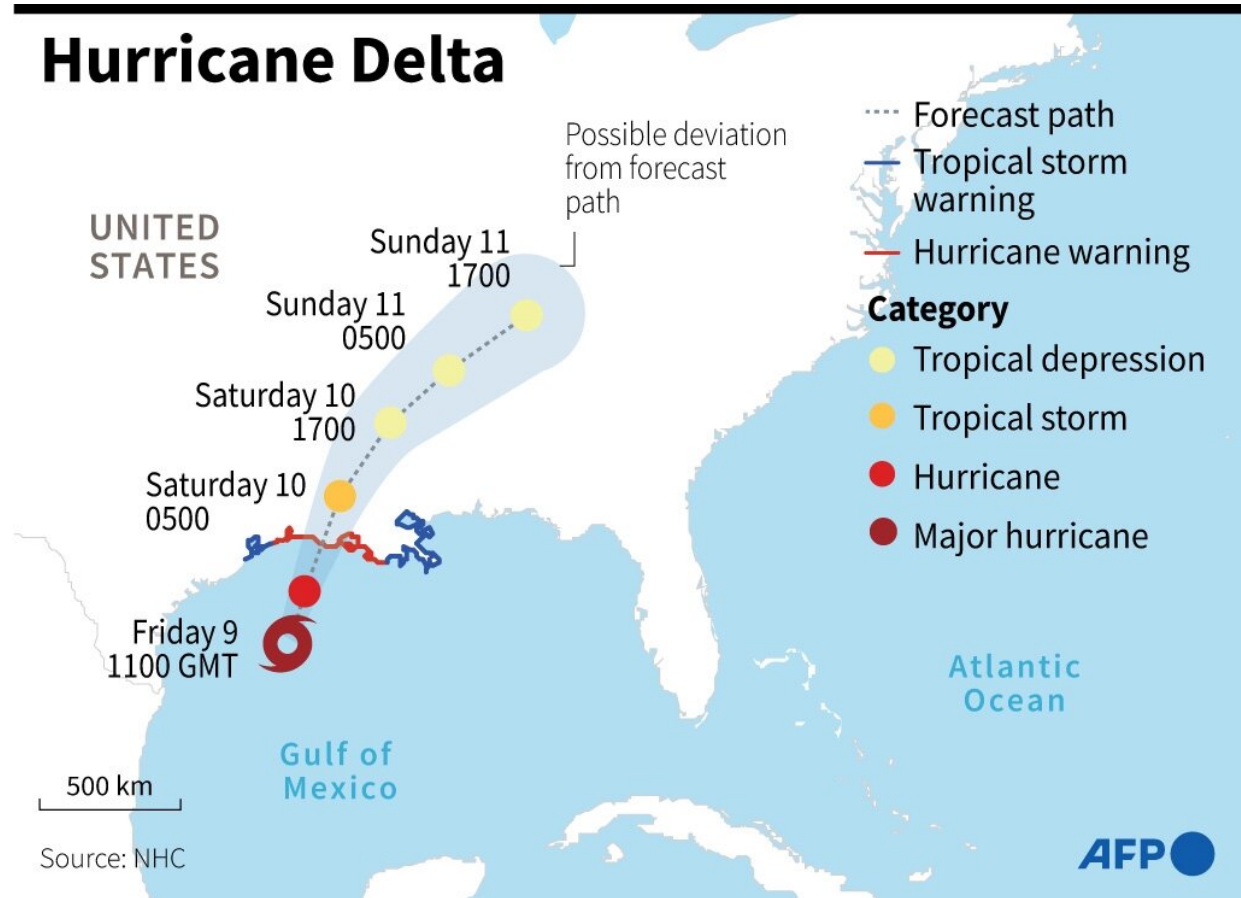 Hurricane Delta
Possible deviation
from forecast
path
UNITED
STATES
Sunday 11
1700
Sunday 11
0500
Saturday 10
1700
Saturday 10
0500
Friday 9
1100 GMT
Forecast path
Tropical storm
warning
Hurricane warning
Category
Tropical depression
Tropical storm
Hurricane
Major hurricane
Atlantic
Ocean
Gulf of
Mexico
500 km
Source: NHC
AFP